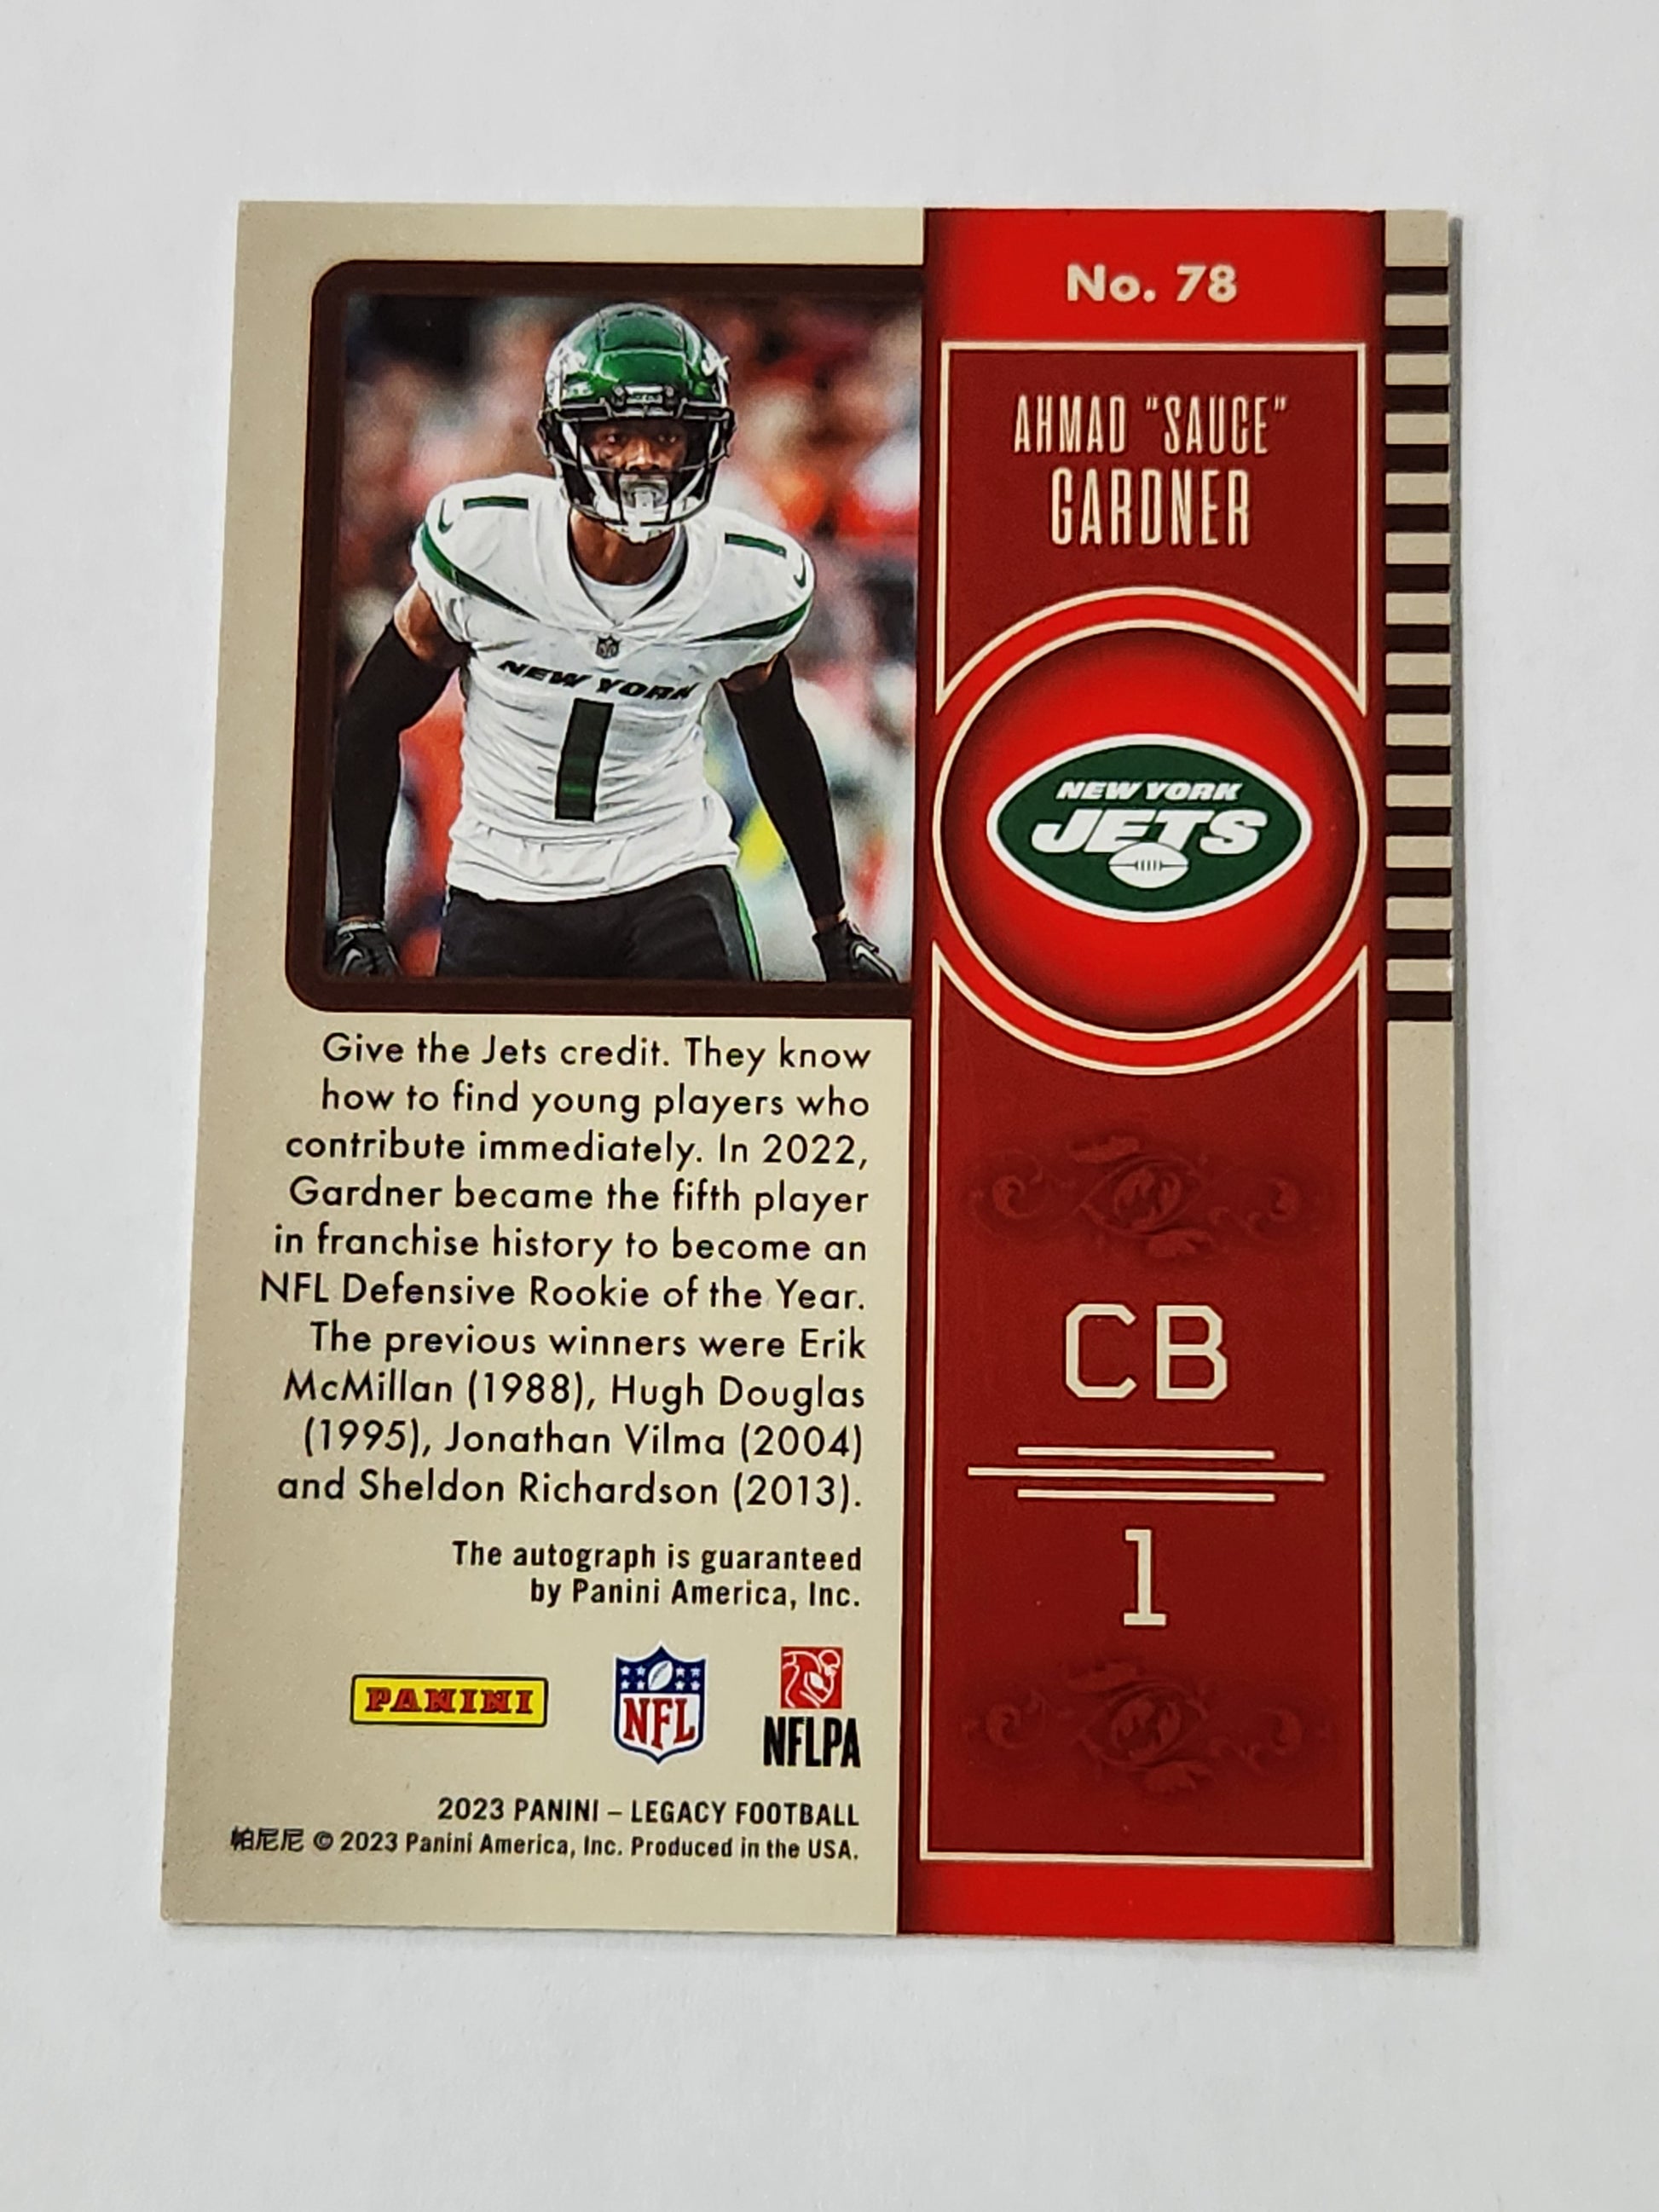 No. 78
AHMAD "SAUCE"
GARDNER
NEW YORK
JETS
CB
1
1
1
NEW YORK
1
Give the Jets credit. They know
how to find young players who
contribute immediately. In 2022,
Gardner became the fifth player
in franchise history to become an
NFL Defensive Rookie of the Year.
The previous winners were Erik
McMillan (1988), Hugh Douglas
(1995), Jonathan Vilma (2004)
and Sheldon Richardson (2013).
The autograph is guaranteed
by Panini America, Inc.
PANINI
NFL
NFLPA
2023 PANINI – LEGACY FOOTBALL
帕尼尼 © 2023 Panini America, Inc. Produced in the USA.